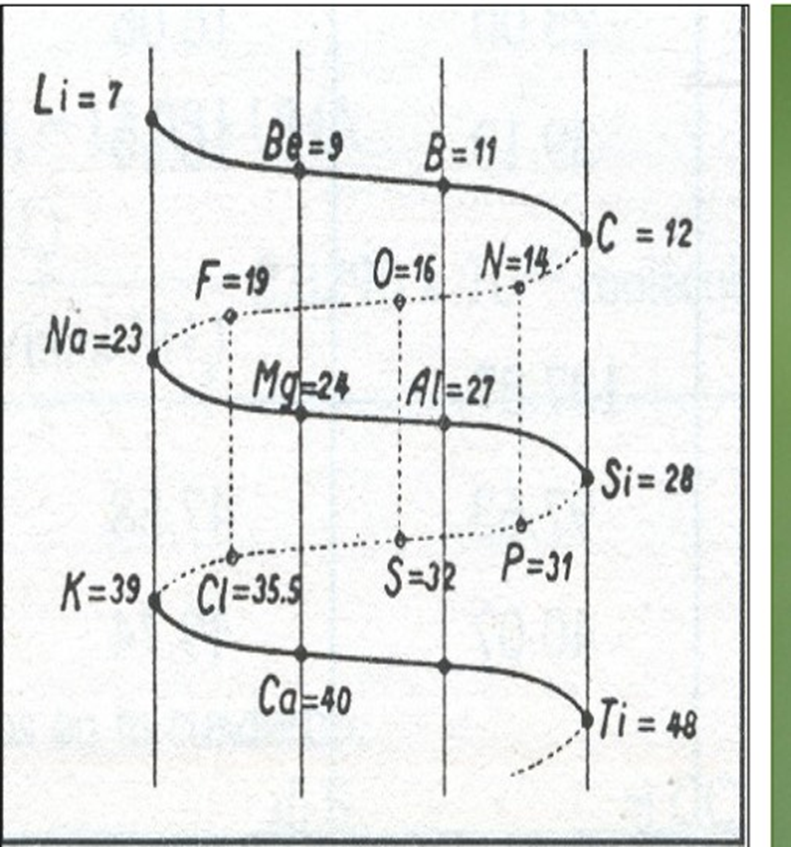 Li = 7
Be=9
B=11
C = 12
N=14
O=16
F=19
Na=23
Mg=24
Al=27
Si= 28
P=31
S=32
Cl=35.5
K=39
Ca=40
Ti = 48